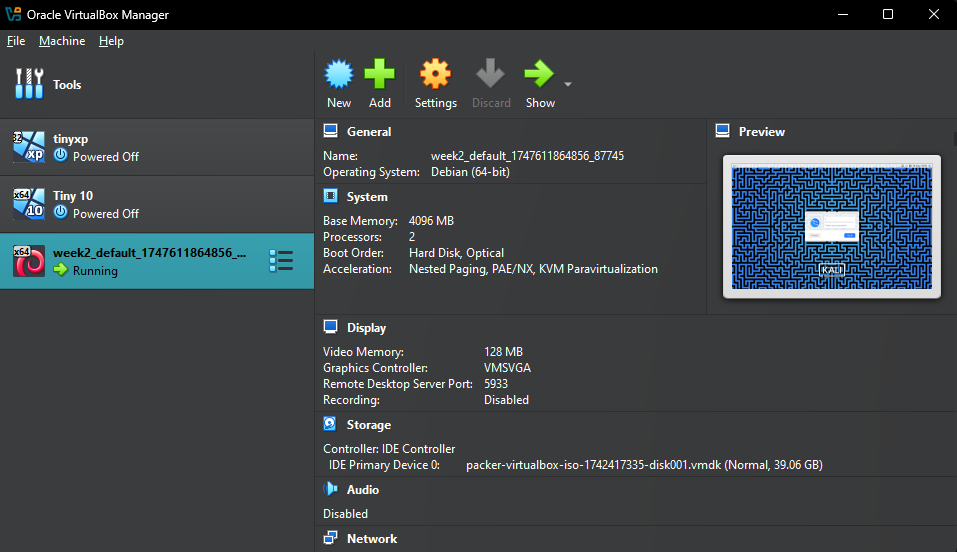 Oracle VirtualBox Manager
File Machine Help
Tools
New Add Settings Discard Show
32 xp tinyxp
Powered Off
x64 10 Tiny 10
Powered Off
x64 week2_default_1747611864856_...
Running
General
Name: week2_default_1747611864856_87745
Operating System: Debian (64-bit)
System
Base Memory: 4096 MB
Processors: 2
Boot Order: Hard Disk, Optical
Acceleration: Nested Paging, PAE/NX, KVM Paravirtualization
Preview
KALI
Display
Video Memory: 128 MB
Graphics Controller: VMSVGA
Remote Desktop Server Port: 5933
Recording: Disabled
Storage
Controller: IDE Controller
IDE Primary Device 0: packer-virtualbox-iso-1742417335-disk001.vmdk (Normal, 39.06 GB)
Audio
Disabled
Network